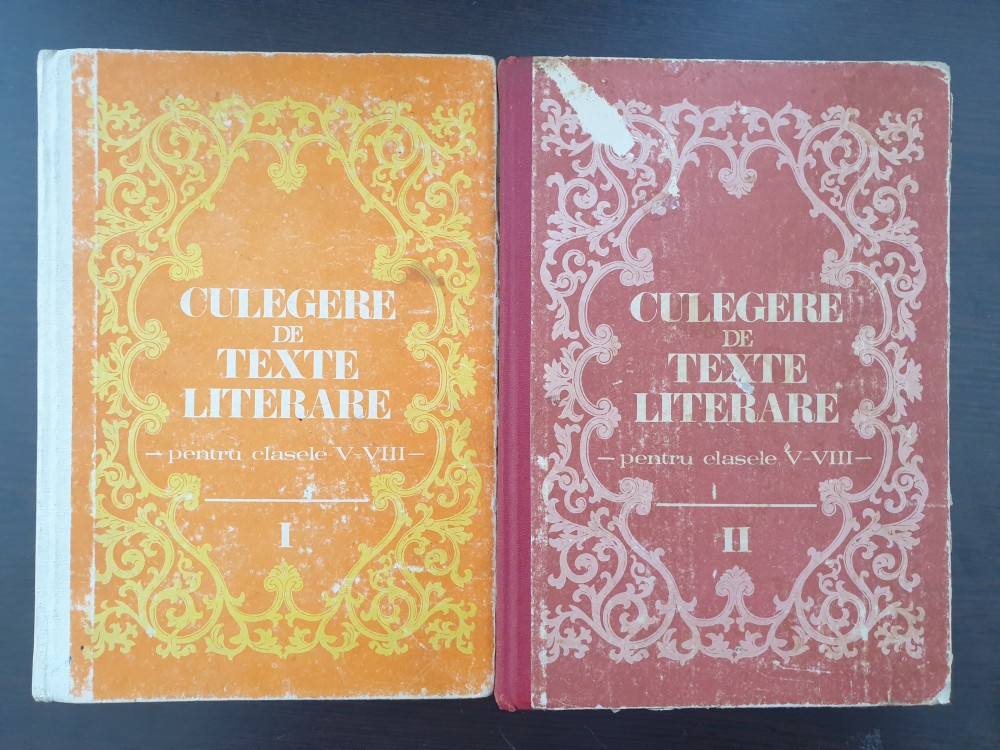 CULEGERE
DE
TEXTE
LITERARE
—pentru clasele V-VIII—
I
CULEGERE
DE
TEXTE
LITERARE
—pentru clasele V-VIII—
II